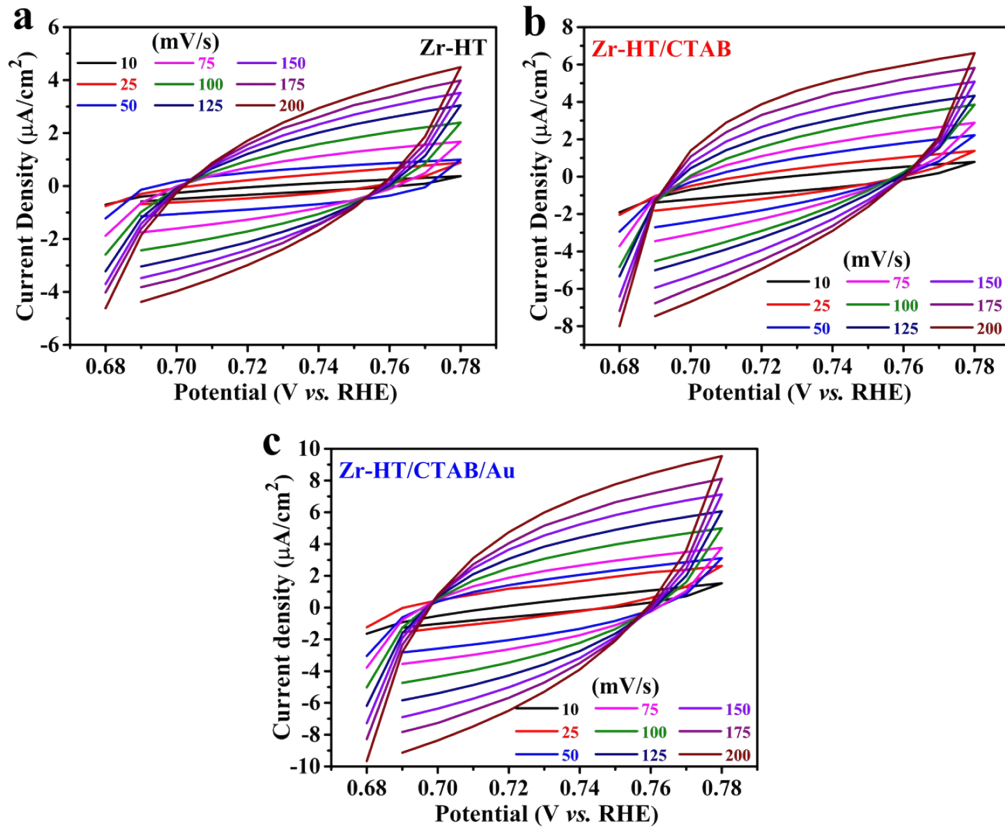 a
(mV/s)
Zr-HT
10 75 150
25 100 175
50 125 200
Current Density (μA/cm²)
6
4
2
0
-2
-4
-6
0.68 0.70 0.72 0.74 0.76 0.78
Potential (V vs. RHE)
b
Zr-HT/CTAB
Current Density (μA/cm²)
8
6
4
2
0
-2
-4
-6
-8
(mV/s)
10 75 150
25 100 175
50 125 200
0.68 0.70 0.72 0.74 0.76 0.78
Potential (V vs. RHE)
c
Zr-HT/CTAB/Au
Current density (μA/cm²)
10
8
6
4
2
0
-2
-4
-6
-8
-10
(mV/s)
10 75 150
25 100 175
50 125 200
0.68 0.70 0.72 0.74 0.76 0.78
Potential (V vs. RHE)